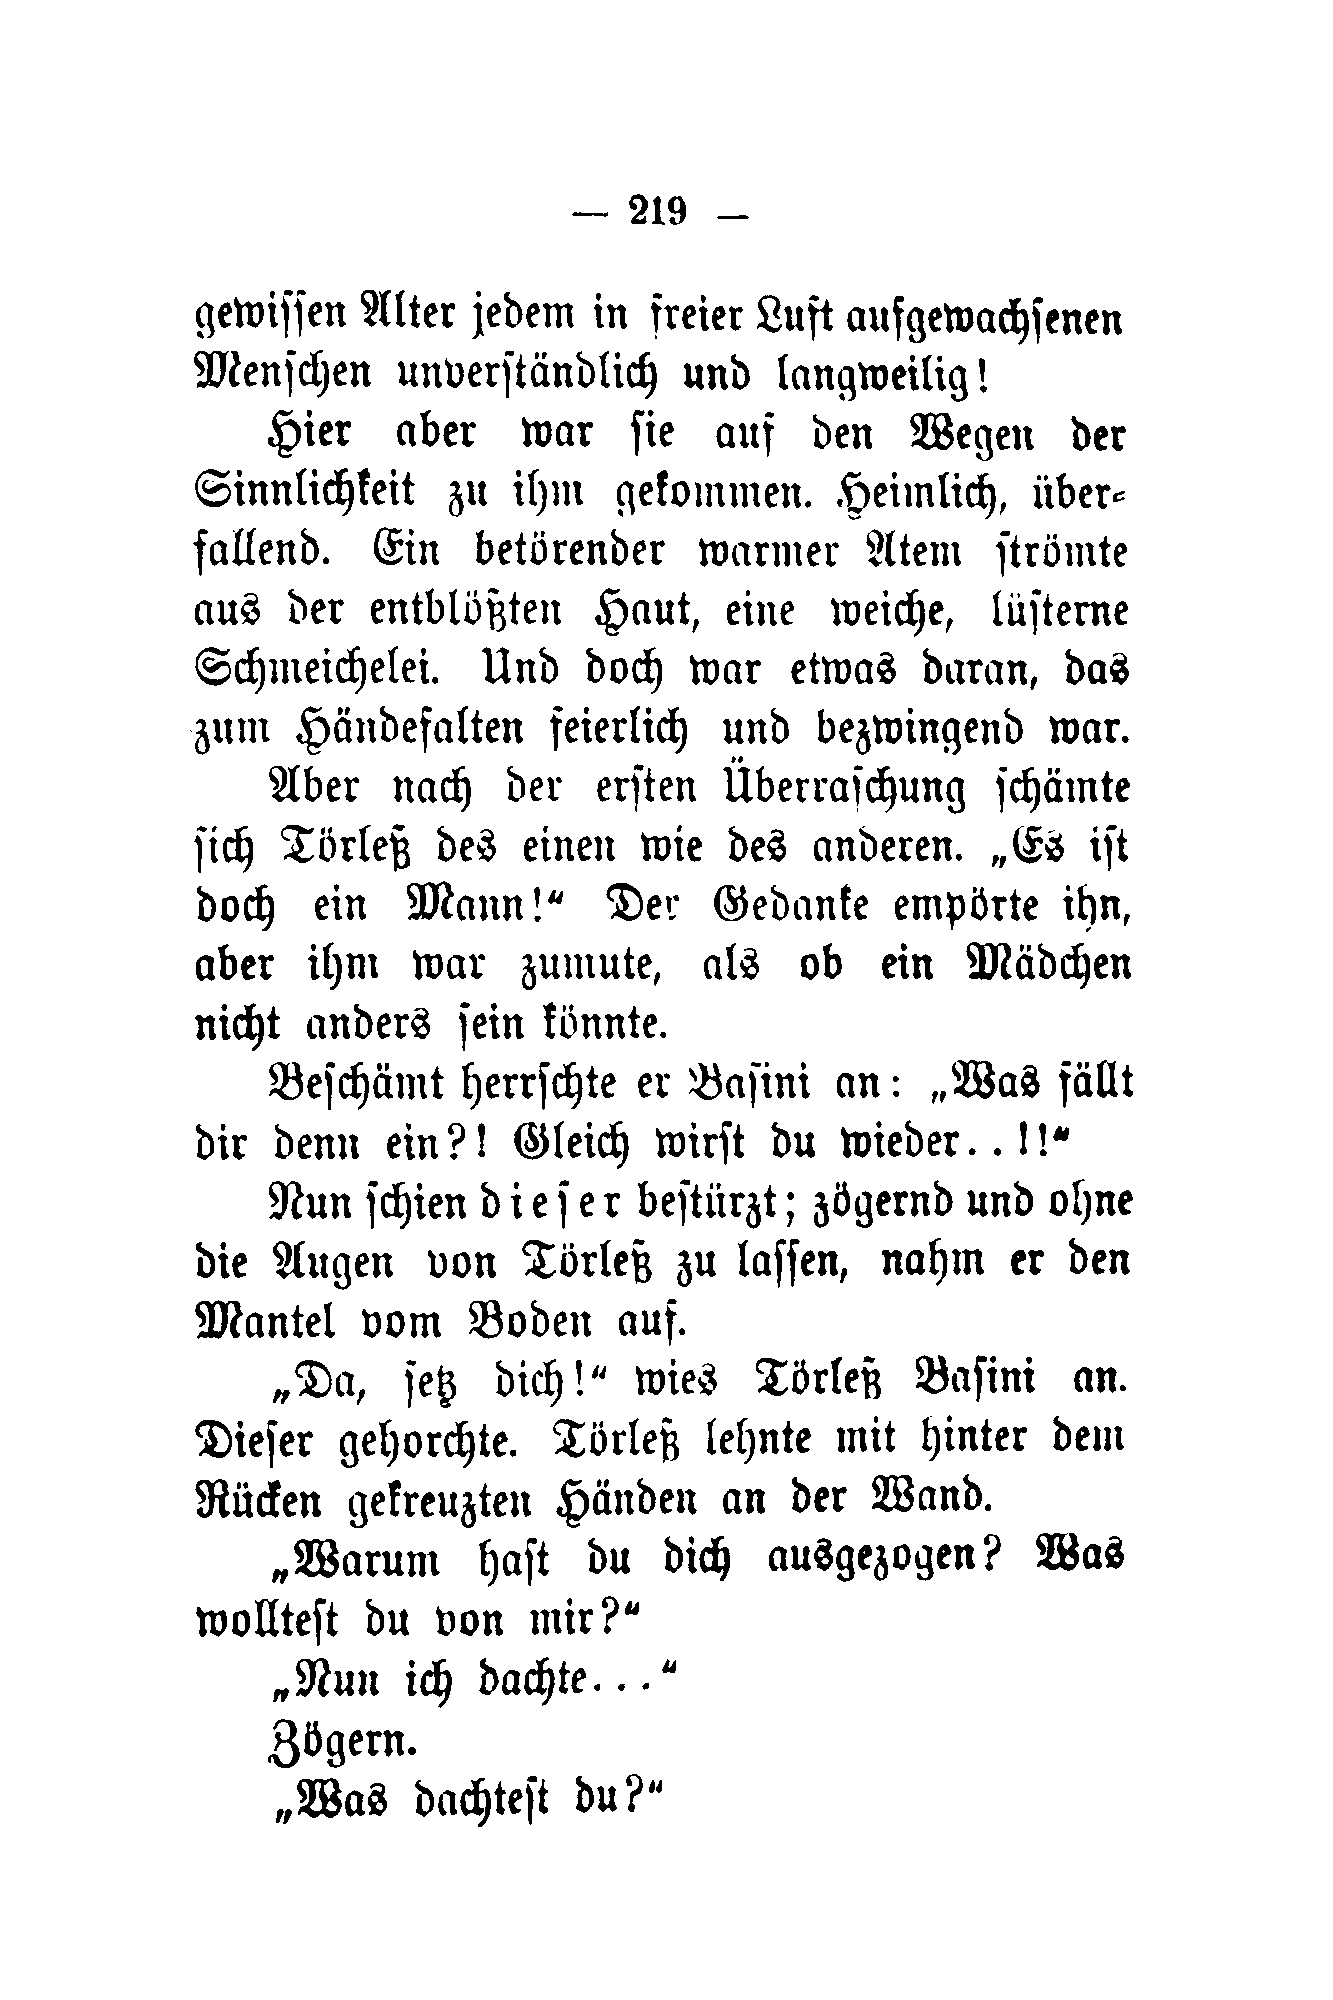 — 219 —
gewissen Alter jedem in freier Luft aufgewachsenen
Menschen unverständlich und langweilig!
Hier aber war sie auf den Wegen der
Sinnlichkeit zu ihm gekommen. Heimlich, über-
fallend. Ein betörender warmer Atem strömte
aus der entblößten Haut, eine weiche, lüsterne
Schmeichelei. Und doch war etwas daran, das
zum Händefalten feierlich und bezwingend war.
Aber nach der ersten Überraschung schämte
sich Törleß des einen wie des anderen. „Es ist
doch ein Mann!“ Der Gedanke empörte ihn,
aber ihm war zumute, als ob ein Mädchen
nicht anders sein könnte.
Beschämt herrschte er Basini an: „Was fällt
dir denn ein?! Gleich wirst du wieder..!!“
Nun schien dieser bestürzt; zögernd und ohne
die Augen von Törleß zu lassen, nahm er den
Mantel vom Boden auf.
„Da, setz dich!“ wies Törleß Basini an.
Dieser gehorchte. Törleß lehnte mit hinter dem
Rücken gekreuzten Händen an der Wand.
„Warum hast du dich ausgezogen? Was
wolltest du von mir?“
„Nun ich dachte...“
Zögern.
„Was dachtest du?“